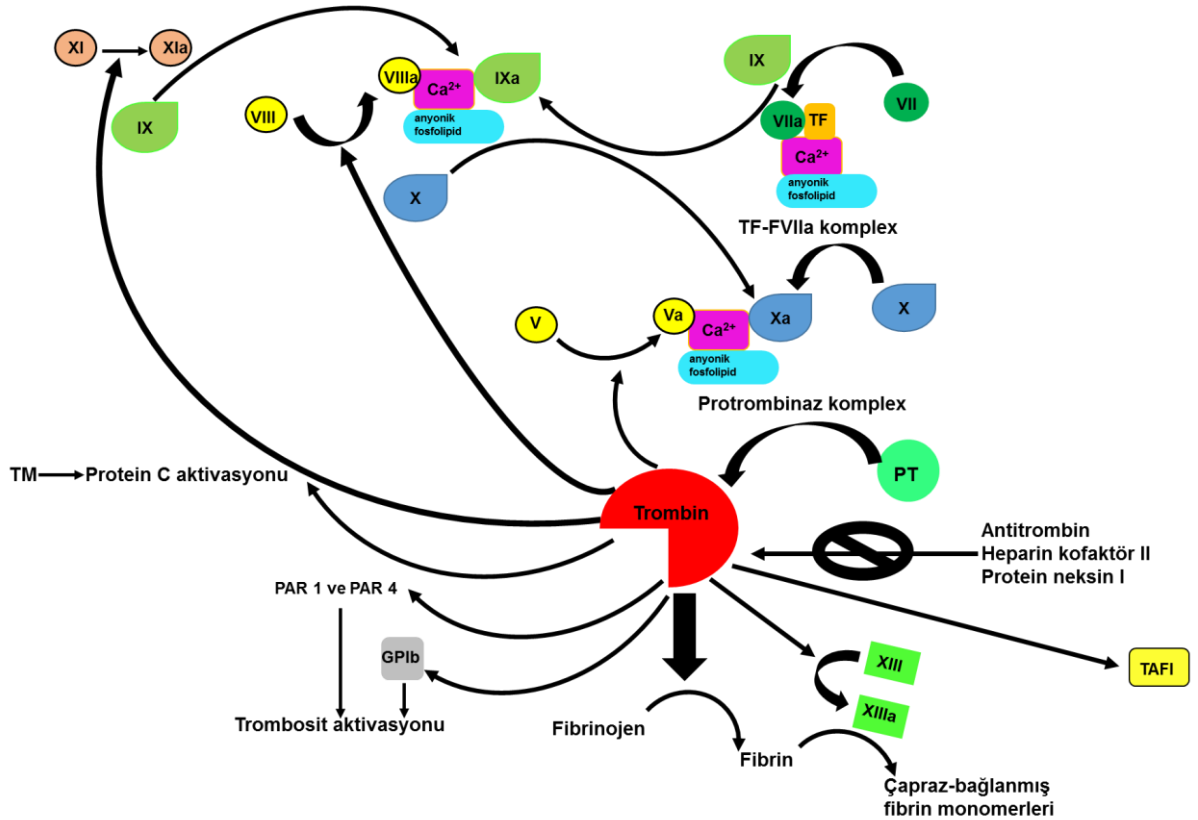 XI
XIa
IX
VIII
VIIIa
Ca²⁺
anyonik
fosfolipid
IXa
X
IX
VII
VIIa
TF
Ca²⁺
anyonik
fosfolipid
TF-FVIIa komplex
V
Va
Ca²⁺
anyonik
fosfolipid
Xa
X
Protrombinaz komplex
PT
TM
Protein C aktivasyonu
Trombin
Antitrombin
Heparin kofaktör II
Protein neksin I
PAR 1 ve PAR 4
GPIb
Trombosit aktivasyonu
XIII
XIIIa
TAFI
Fibrinojen
Fibrin
Çapraz-bağlanmış
fibrin monomerleri